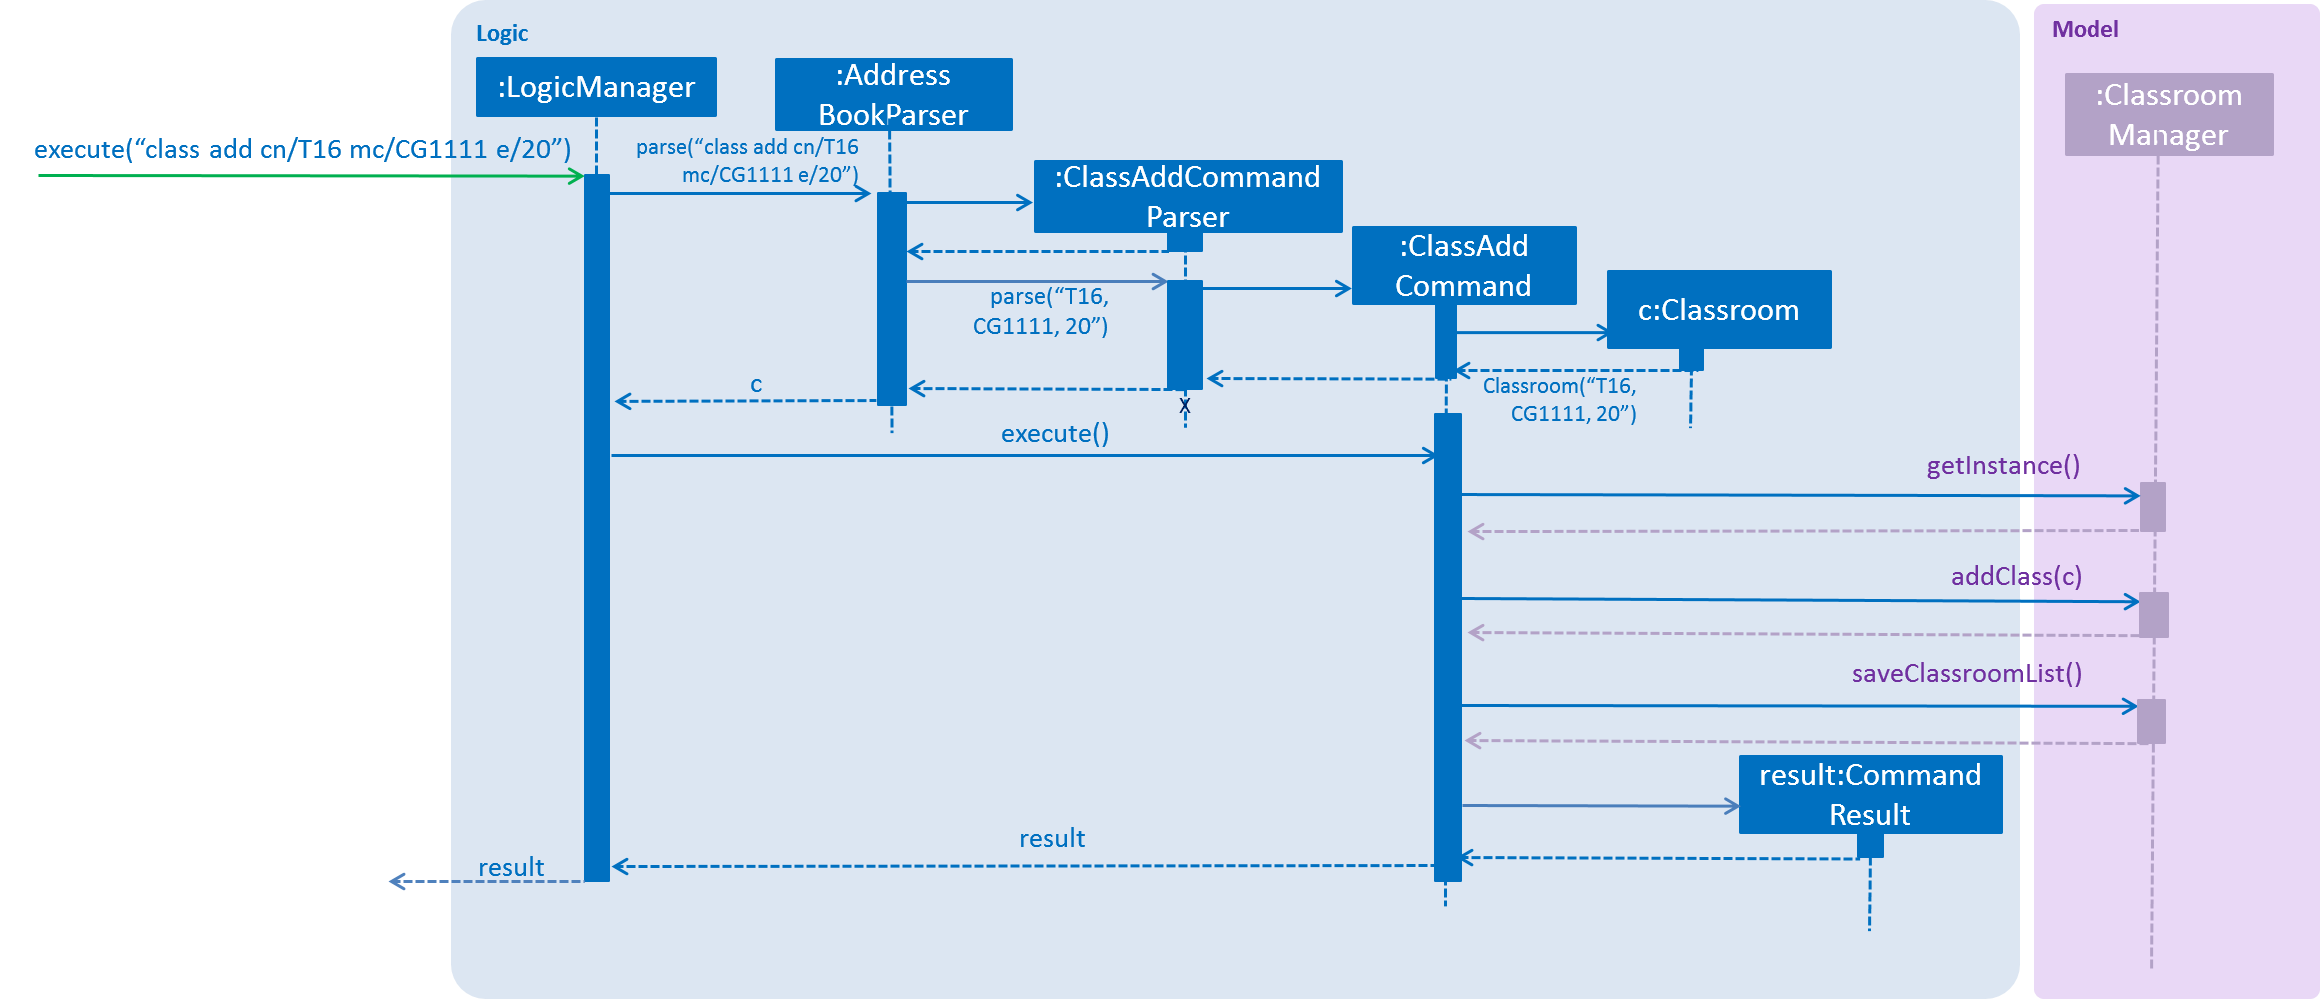 Logic
Model
:LogicManager
:Address
BookParser
:Classroom
Manager
execute(“class add cn/T16 mc/CG1111 e/20”)
parse(“class add cn/T16
mc/CG1111 e/20”)
:ClassAddCommand
Parser
:ClassAdd
Command
c:Classroom
parse(“T16,
CG1111, 20”)
c
Classroom(“T16,
CG1111, 20”)
X
execute()
getInstance()
addClass(c)
saveClassroomList()
result:Command
Result
result
result